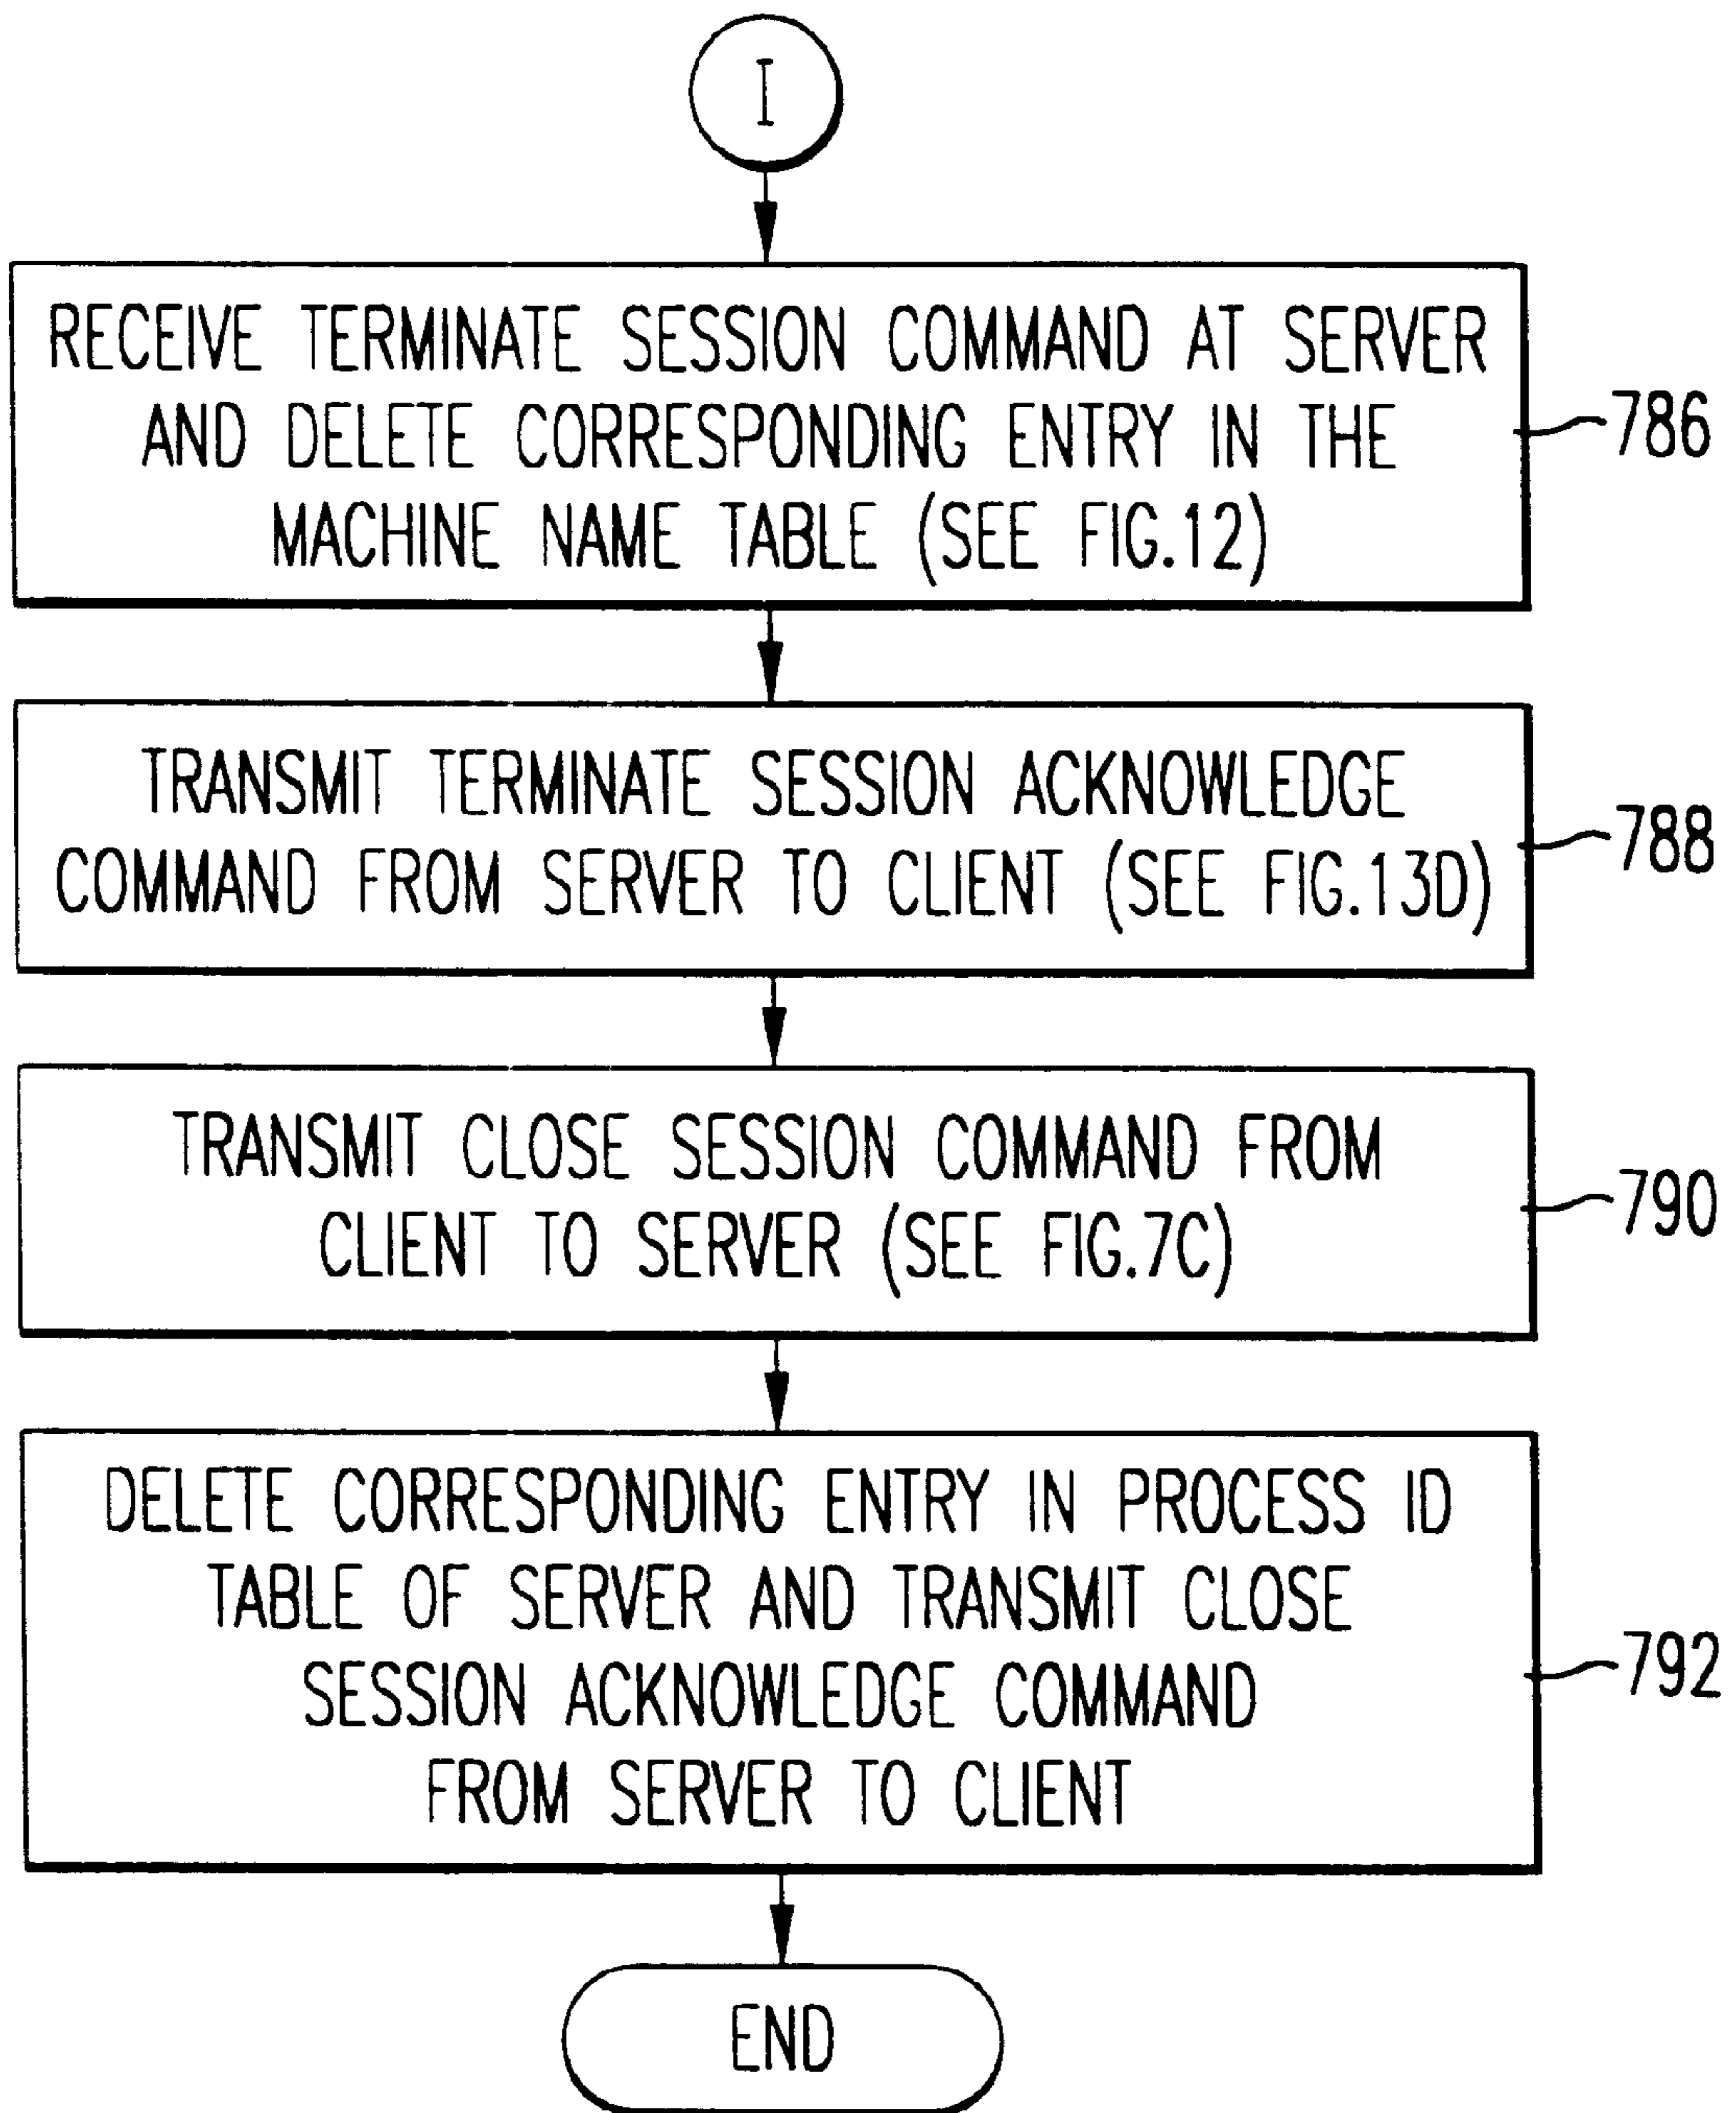 I
RECEIVE TERMINATE SESSION COMMAND AT SERVER
AND DELETE CORRESPONDING ENTRY IN THE
MACHINE NAME TABLE (SEE FIG.12)
786
TRANSMIT TERMINATE SESSION ACKNOWLEDGE
COMMAND FROM SERVER TO CLIENT (SEE FIG.13D)
788
TRANSMIT CLOSE SESSION COMMAND FROM
CLIENT TO SERVER (SEE FIG.7C)
790
DELETE CORRESPONDING ENTRY IN PROCESS ID
TABLE OF SERVER AND TRANSMIT CLOSE
SESSION ACKNOWLEDGE COMMAND
FROM SERVER TO CLIENT
792
END